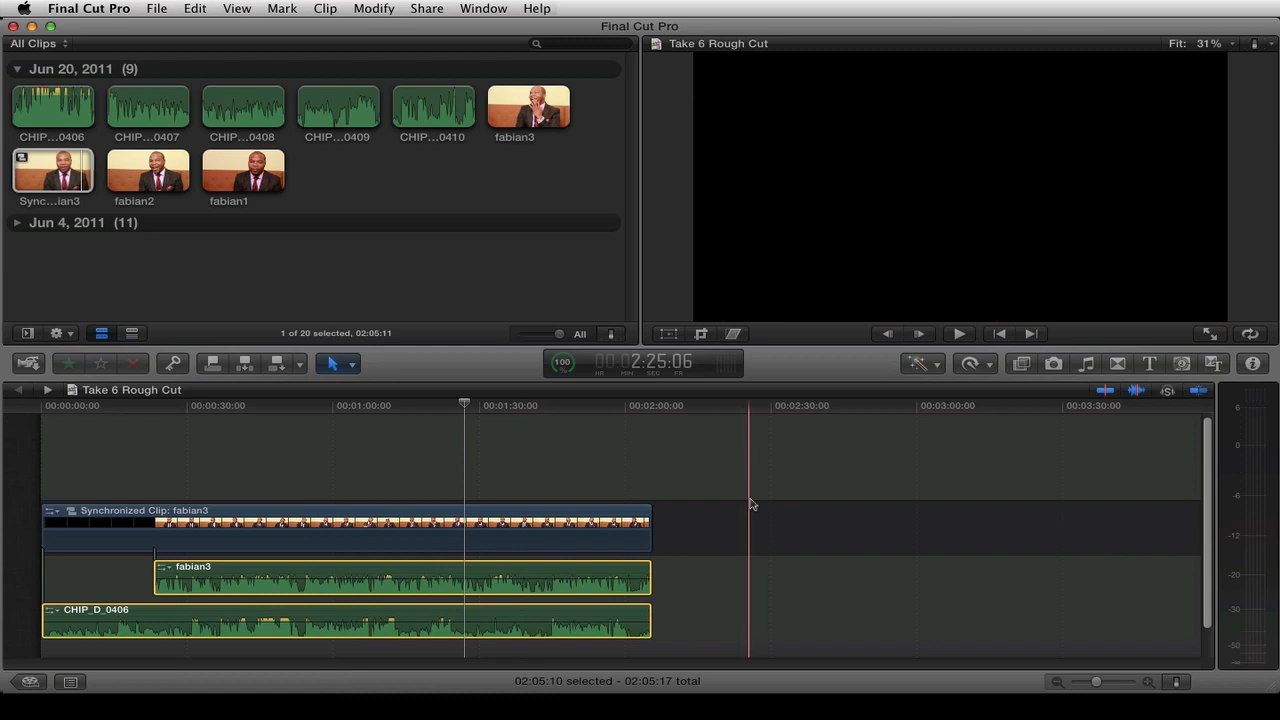 Final Cut Pro File Edit View Mark Clip Modify Share Window Help
Final Cut Pro
All Clips
Take 6 Rough Cut
Fit: 31%
Jun 20, 2011 (9)
CHIP...0406
CHIP...0407
CHIP...0408
CHIP...0409
CHIP...0410
fabian3
Sync...ian3
fabian2
fabian1
Jun 4, 2011 (11)
1 of 20 selected, 02:05:11
All
100
%
00:02:25:06
HR MIN SEC FR
Take 6 Rough Cut
00:00:00:00
00:00:30:00
00:01:00:00
00:01:30:00
00:02:00:00
00:02:30:00
00:03:00:00
00:03:30:00
6
0
-6
-12
-20
-30
-50
Synchronized Clip: fabian3
fabian3
CHIP_D_0406
02:05:10 selected - 02:05:17 total